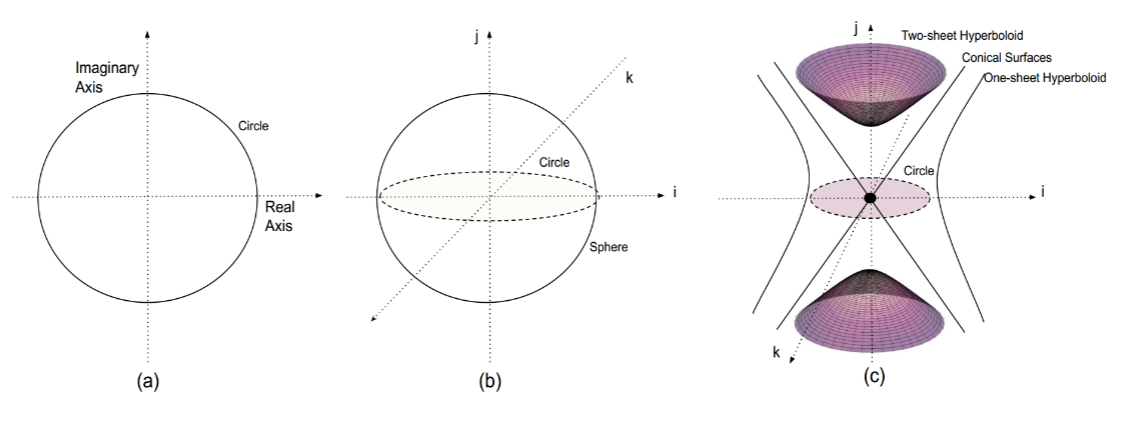 Imaginary
Axis
Circle
Real
Axis
(a)
j
k
Circle
i
Sphere
(b)
j
Two-sheet Hyperboloid
Conical Surfaces
One-sheet Hyperboloid
Circle
i
k
(c)